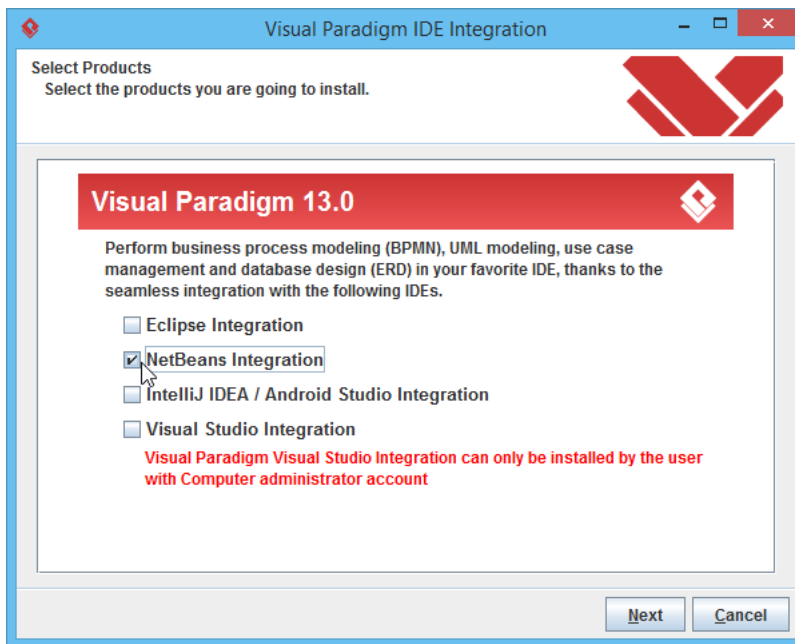 Visual Paradigm IDE Integration
Select Products
Select the products you are going to install.
Visual Paradigm 13.0
Perform business process modeling (BPMN), UML modeling, use case
management and database design (ERD) in your favorite IDE, thanks to the
seamless integration with the following IDEs.
Eclipse Integration
NetBeans Integration
IntelliJ IDEA / Android Studio Integration
Visual Studio Integration
Visual Paradigm Visual Studio Integration can only be installed by the user
with Computer administrator account
Next Cancel